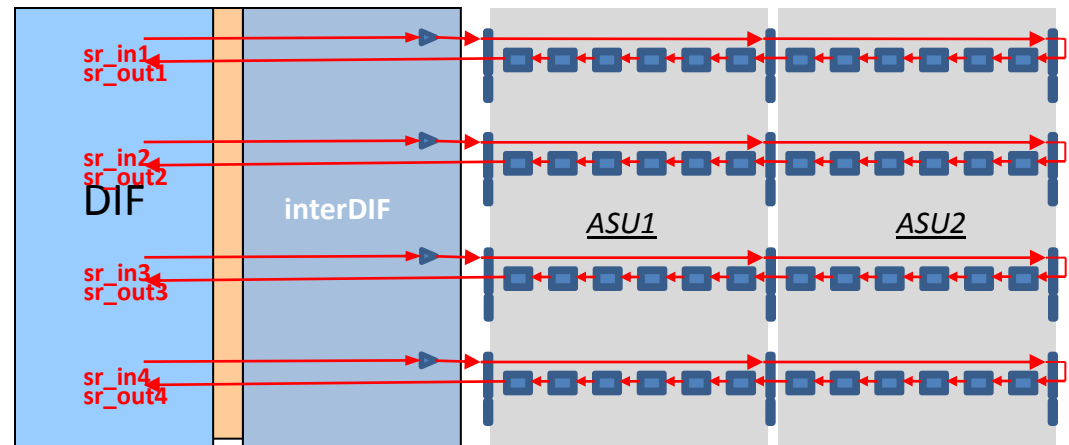 sr_in1
sr_out1
sr_in2
sr_out2
DIF
interDIF
ASU1
ASU2
sr_in3
sr_out3
sr_in4
sr_out4